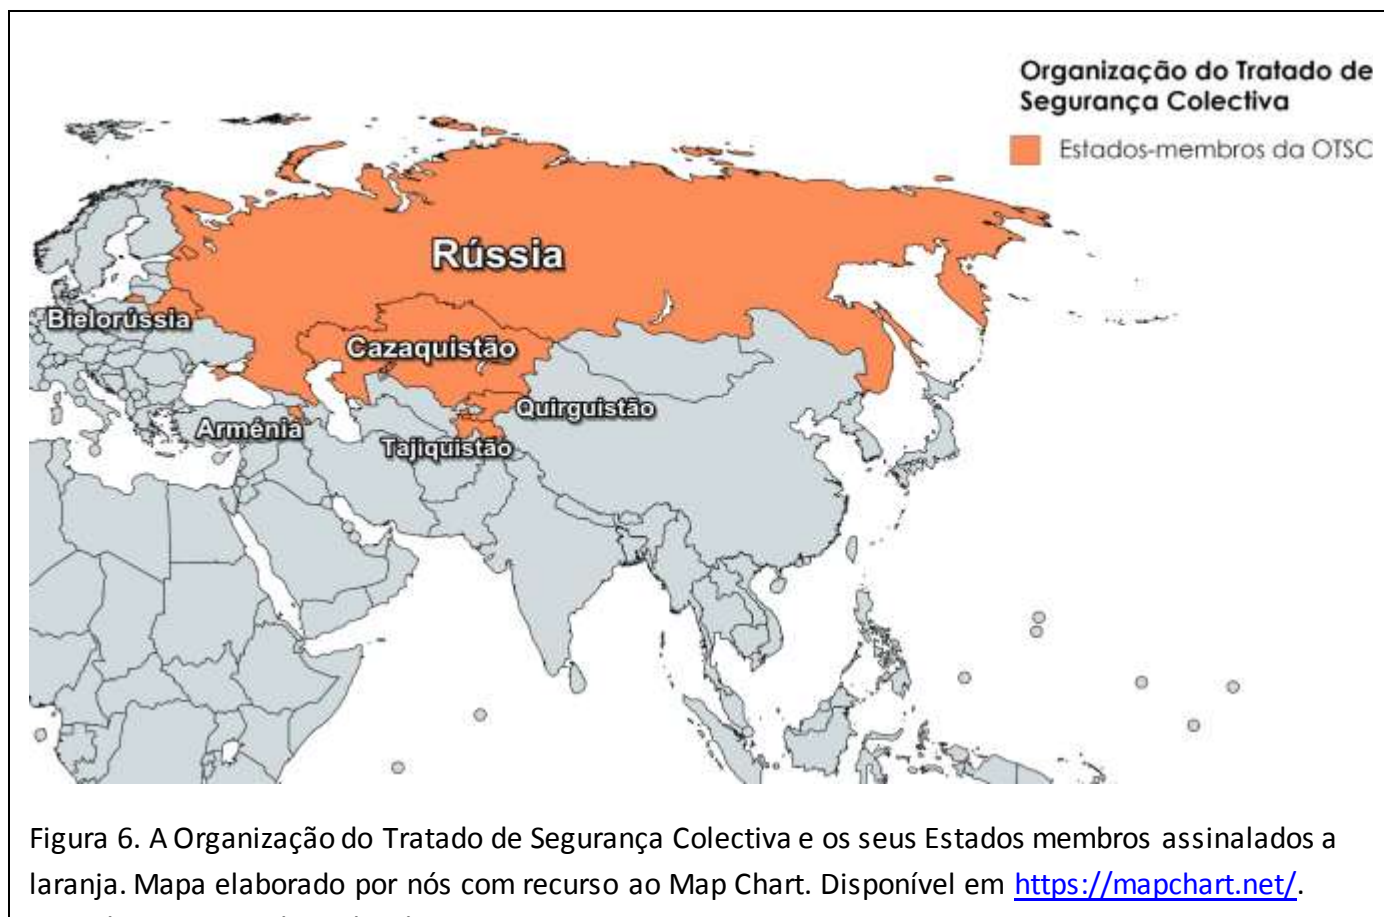 Organização do Tratado de
Segurança Colectiva
Estados-membros da OTSC
Rússia
Bielorússia
Cazaquistão
Quirguistão
Arménia
Tajiquistão
Figura 6. A Organização do Tratado de Segurança Colectiva e os seus Estados membros assinalados a
laranja. Mapa elaborado por nós com recurso ao Map Chart. Disponível em https://mapchart.net/.